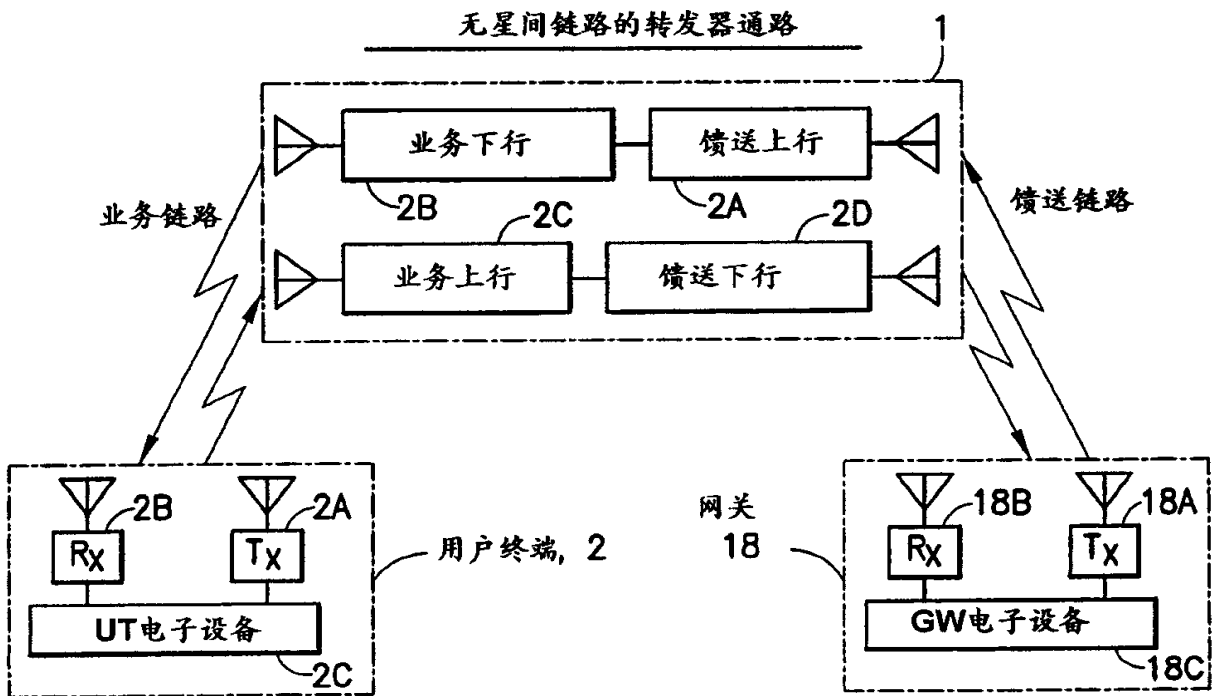 无星间链路的转发器通路
1
业务下行
馈送上行
2B
2A
业务链路
馈送链路
2C
2D
业务上行
馈送下行
2B
2A
RX
TX
UT电子设备
2C
用户终端, 2
网关
18
18B
18A
RX
TX
GW电子设备
18C